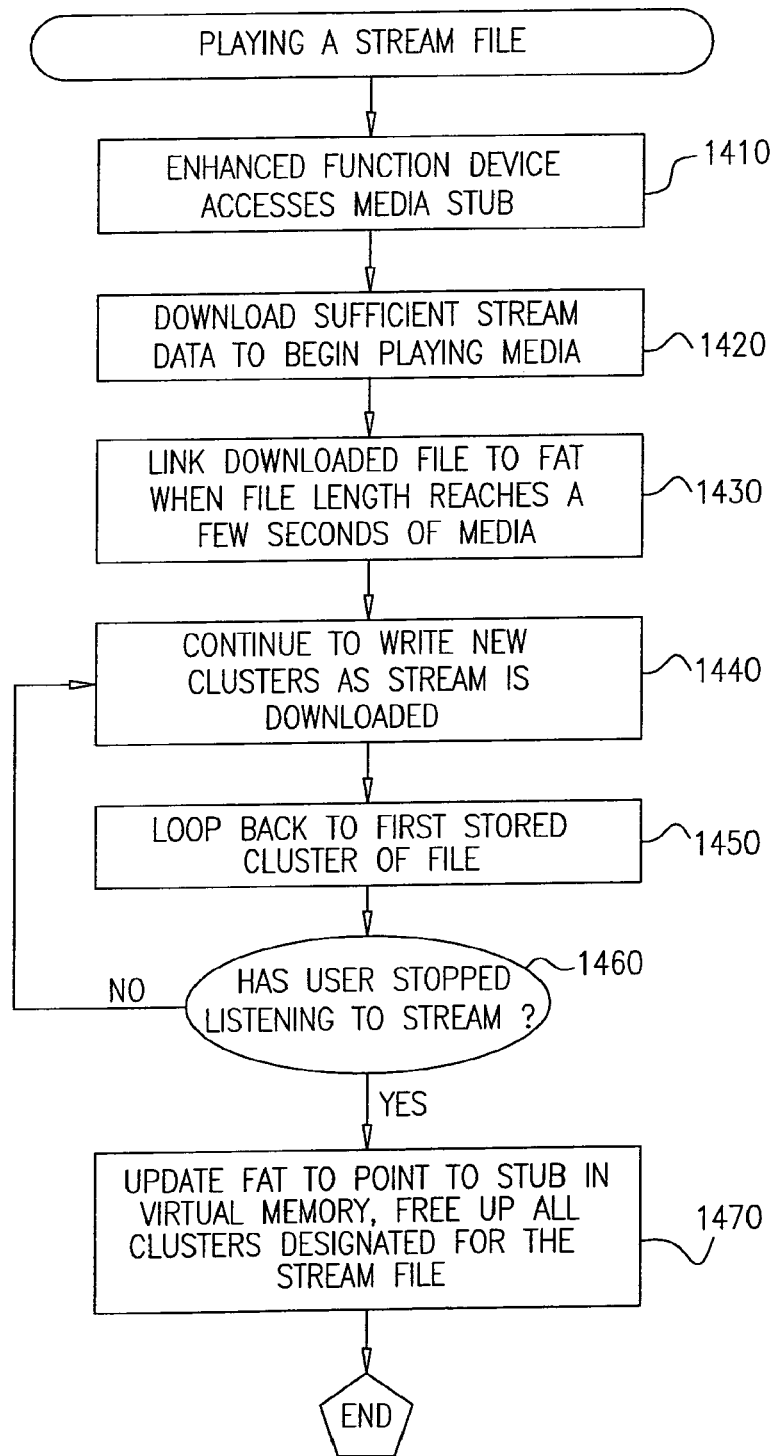 PLAYING A STREAM FILE
ENHANCED FUNCTION DEVICE
ACCESSES MEDIA STUB
1410
DOWNLOAD SUFFICIENT STREAM
DATA TO BEGIN PLAYING MEDIA
1420
LINK DOWNLOADED FILE TO FAT
WHEN FILE LENGTH REACHES A
FEW SECONDS OF MEDIA
1430
CONTINUE TO WRITE NEW
CLUSTERS AS STREAM IS
DOWNLOADED
1440
LOOP BACK TO FIRST STORED
CLUSTER OF FILE
1450
HAS USER STOPPED
LISTENING TO STREAM ?
1460
NO
YES
UPDATE FAT TO POINT TO STUB IN
VIRTUAL MEMORY, FREE UP ALL
CLUSTERS DESIGNATED FOR THE
STREAM FILE
1470
END